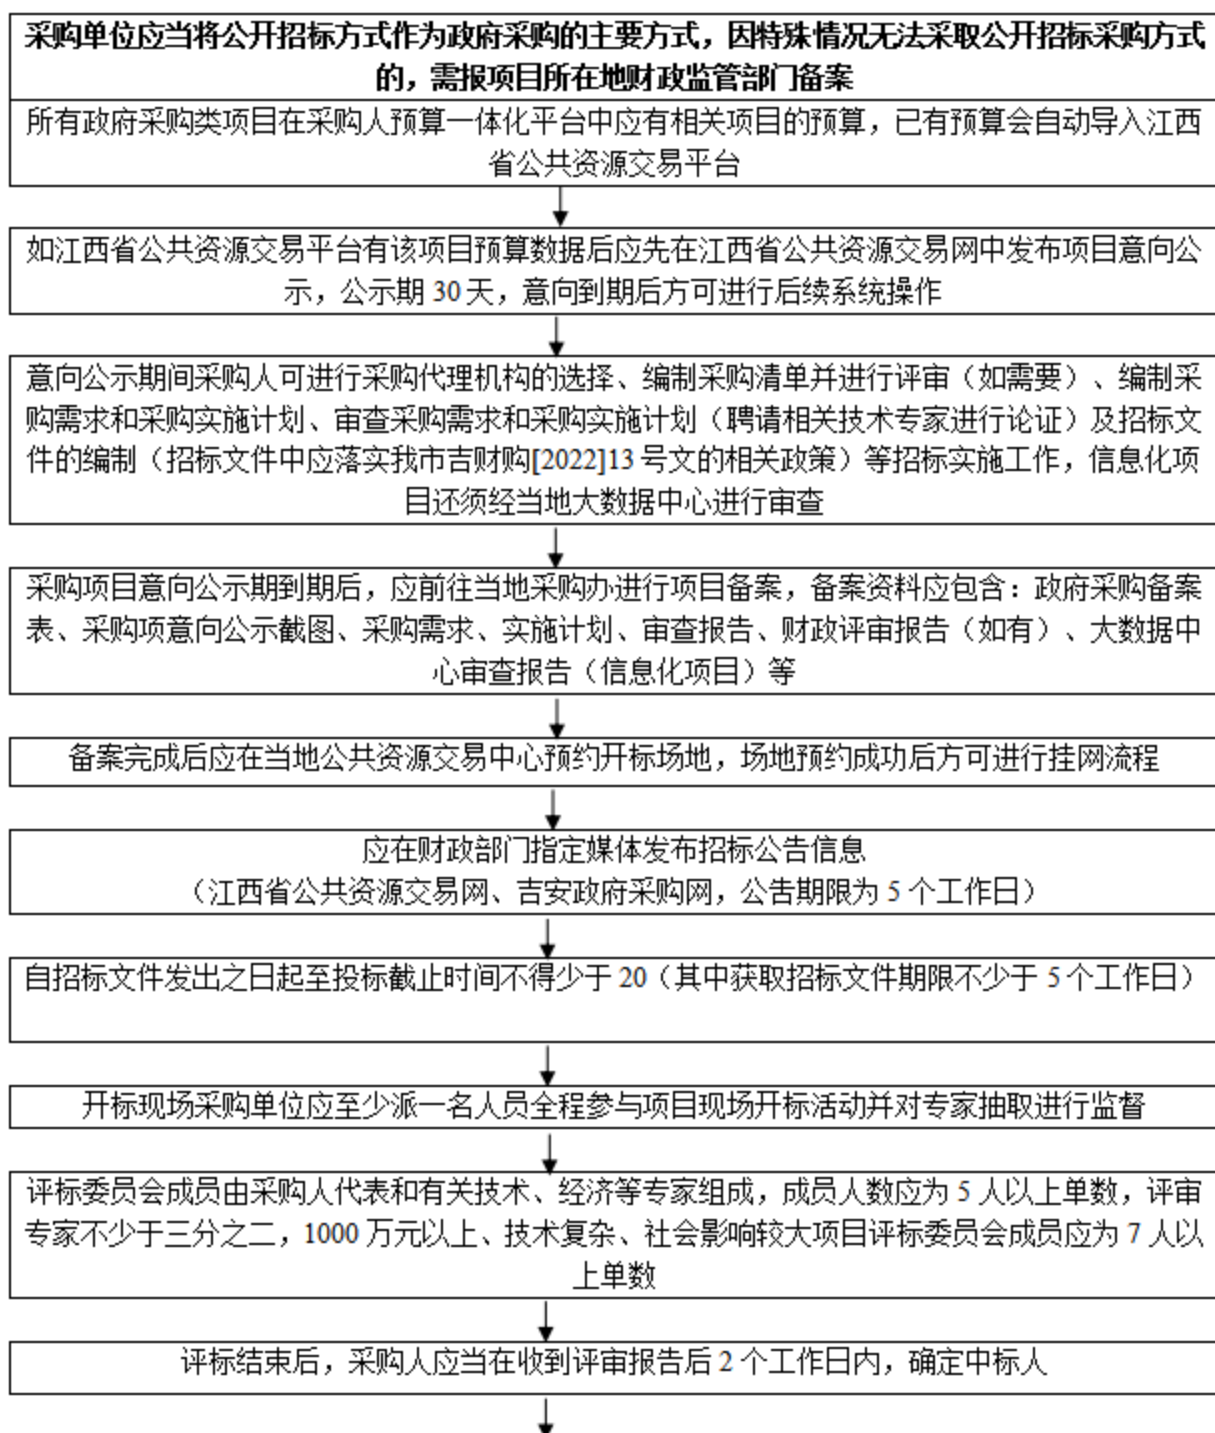 采购单位应当将公开招标方式作为政府采购的主要方式，因特殊情况无法采取公开招标采购方式
的，需报项目所在地财政监管部门备案
所有政府采购类项目在采购人预算一体化平台中应有相关项目的预算，已有预算会自动导入江西
省公共资源交易平台
如江西省公共资源交易平台有该项目预算数据后应先在江西省公共资源交易网中发布项目意向公
示，公示期 30 天，意向到期后方可进行后续系统操作
意向公示期间采购人可进行采购代理机构的选择、编制采购清单并进行评审（如需要）、编制采
购需求和采购实施计划、审查采购需求和采购实施计划（聘请相关技术专家进行论证）及招标文
件的编制（招标文件中应落实我市吉财购[2022]13 号文的相关政策）等招标实施工作，信息化项
目还须经当地大数据中心进行审查
采购项目意向公示期到期后，应前往当地采购办进行项目备案，备案资料应包含：政府采购备案
表、采购项意向公示截图、采购需求、实施计划、审查报告、财政评审报告（如有）、大数据中
心审查报告（信息化项目）等
备案完成后应在当地公共资源交易中心预约开标场地，场地预约成功后方可进行挂网流程
应在财政部门指定媒体发布招标公告信息
（江西省公共资源交易网、吉安政府采购网，公告期限为 5 个工作日）
自招标文件发出之日起至投标截止时间不得少于 20（其中获取招标文件期限不少于 5 个工作日）
开标现场采购单位应至少派一名人员全程参与项目现场开标活动并对专家抽取进行监督
评标委员会成员由采购人代表和有关技术、经济等专家组成，成员人数应为 5 人以上单数，评审
专家不少于三分之二，1000 万元以上、技术复杂、社会影响较大项目评标委员会成员应为 7 人以
上单数
评标结束后，采购人应当在收到评审报告后 2 个工作日内，确定中标人